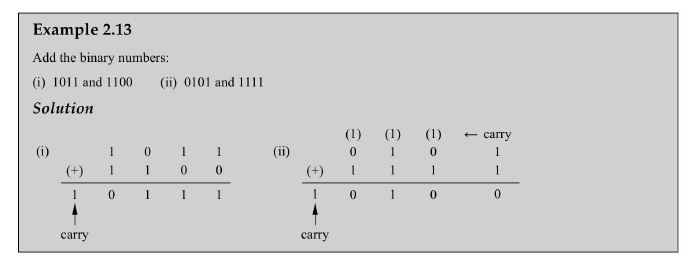 Example 2.13
Add the binary numbers:
(i) 1011 and 1100 (ii) 0101 and 1111
Solution
(1) (1) (1) ← carry
(i) 1 0 1 1 (ii) 0 1 0 1
(+) 1 1 0 0 (+) 1 1 1 1
1 0 1 1 1 1 0 1 0 0
carry carry